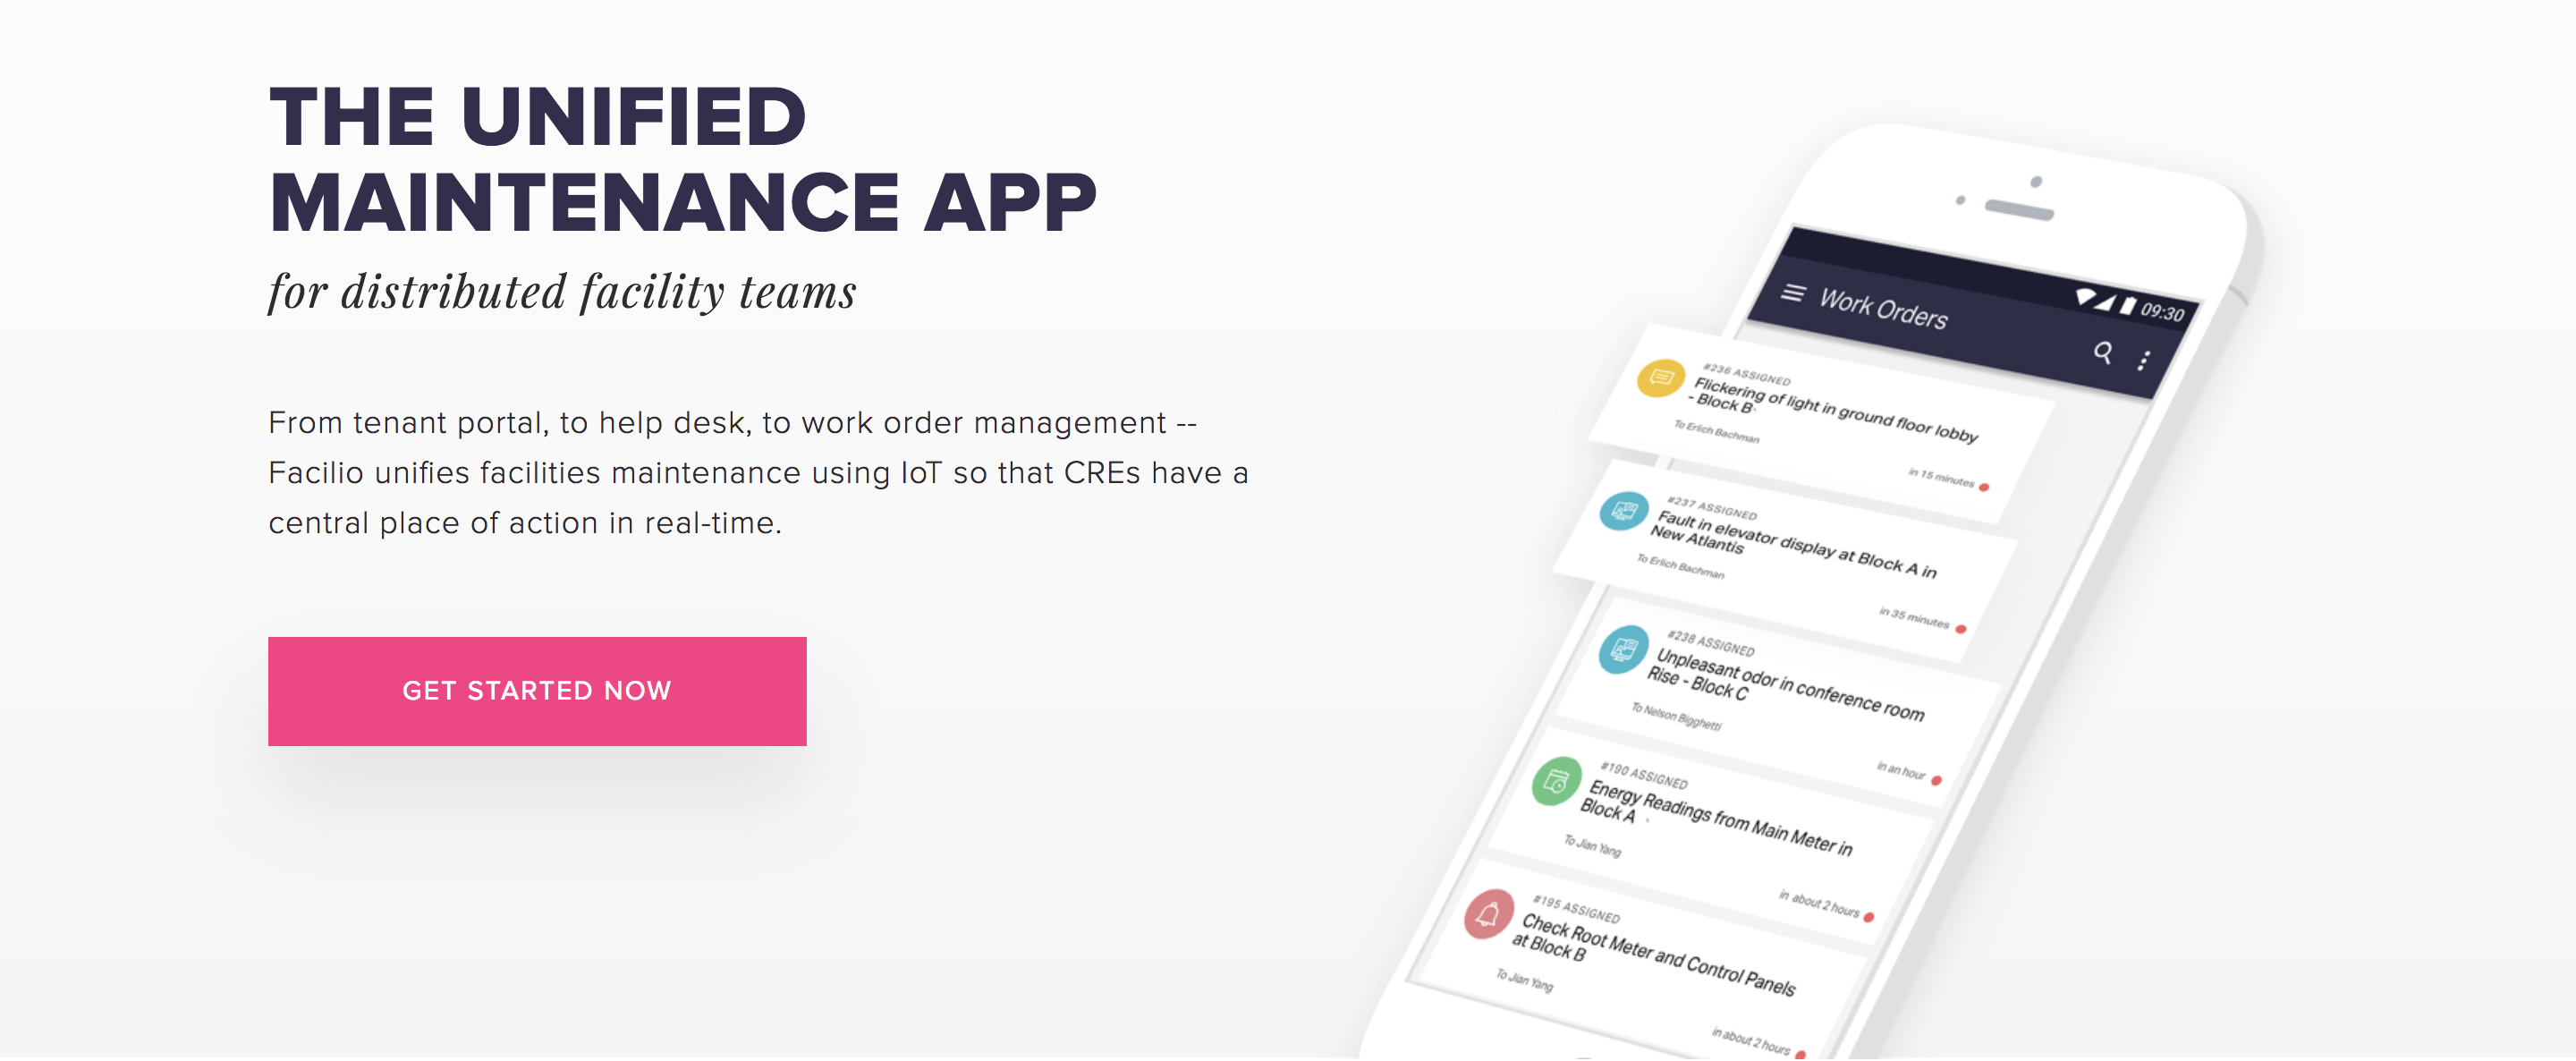 THE UNIFIED
MAINTENANCE APP
for distributed facility teams
From tenant portal, to help desk, to work order management --
Facilio unifies facilities maintenance using IoT so that CREs have a
central place of action in real-time.
GET STARTED NOW
09:30
Work Orders
#236 ASSIGNED
Flickering of light in ground floor lobby
- Block B
To Erlich Bachman
in 15 minutes
#237 ASSIGNED
Fault in elevator display at Block A in
New Atlantis
To Erlich Bachman
in 35 minutes
#238 ASSIGNED
Unpleasant odor in conference room
Rise - Block C
To Nelson Bigghetti
in an hour
#190 ASSIGNED
Energy Readings from Main Meter in
Block A
To Jian Yang
in about 2 hours
#195 ASSIGNED
Check Root Meter and Control Panels
at Block B
To Jian Yang
in about 2 hours